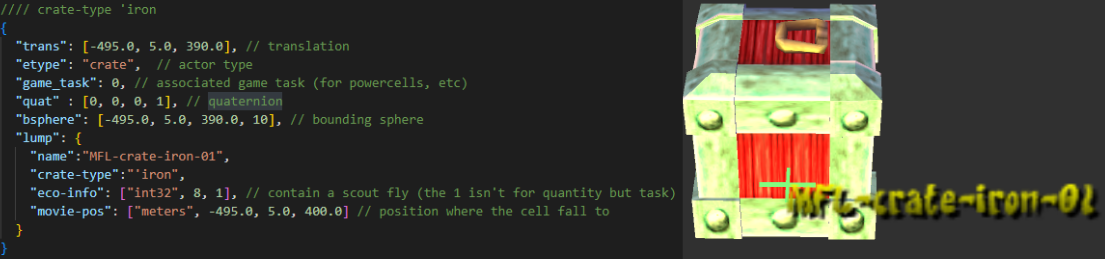 //// crate-type 'iron
{
"trans": [-495.0, 5.0, 390.0], // translation
"etype": "crate",  // actor type
"game_task": 0, // associated game task (for powercells, etc)
"quat" : [0, 0, 0, 1], // quaternion
"bsphere": [-495.0, 5.0, 390.0, 10], // bounding sphere
"lump": {
"name":"MFL-crate-iron-01",
"crate-type":"'iron",
"eco-info": ["int32", 8, 1], // contain a scout fly (the 1 isn't for quantity but task)
"movie-pos": ["meters", -495.0, 5.0, 400.0] // position where the cell fall to
}
}
MFL-crate-iron-01